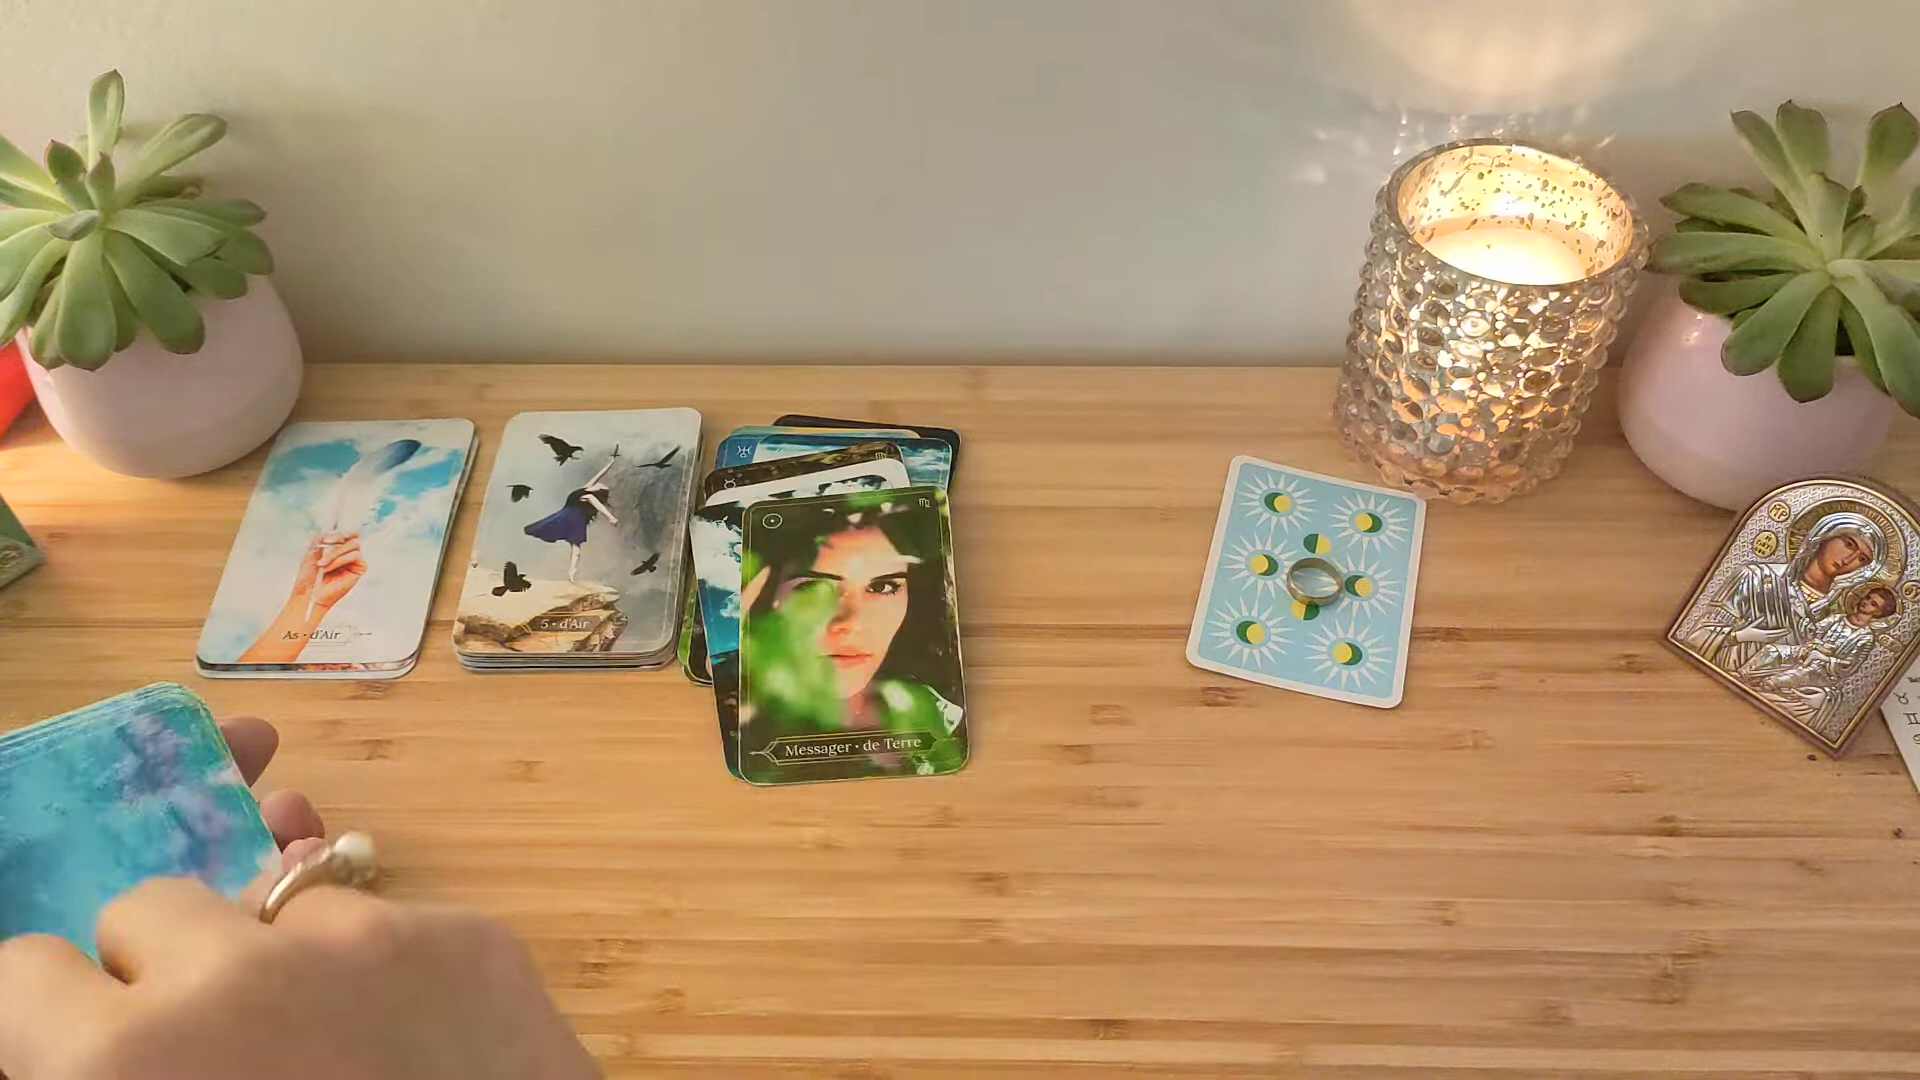 As • d'Air
5 • d'Air
Messager • de Terre